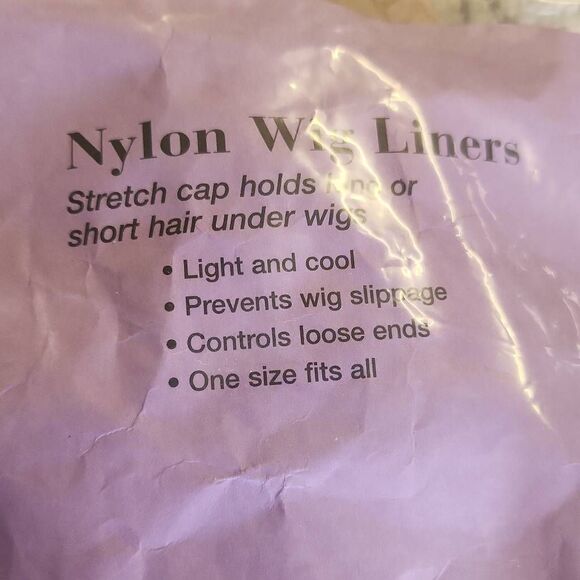 Nylon Wig Liners
Stretch cap holds long or
short hair under wigs
• Light and cool
• Prevents wig slippage
• Controls loose ends
• One size fits all